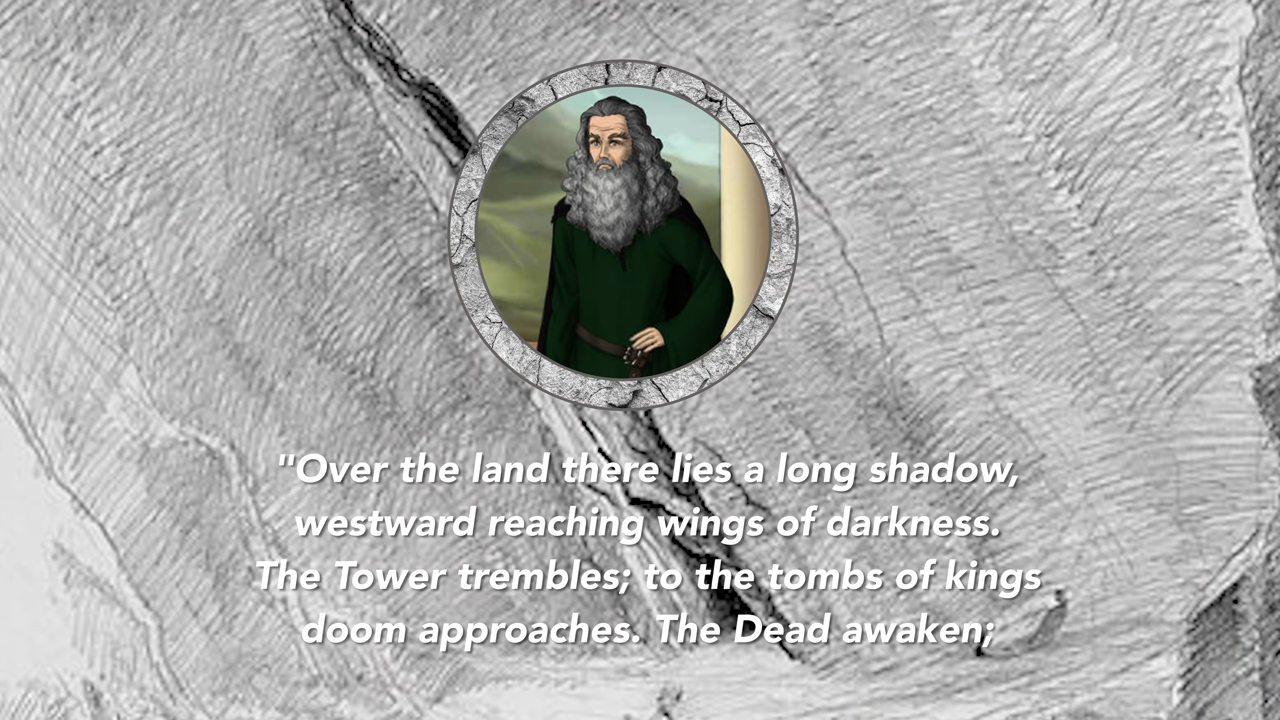 "Over the land there lies a long shadow,
westward reaching wings of darkness.
The Tower trembles; to the tombs of kings
doom approaches. The Dead awaken;